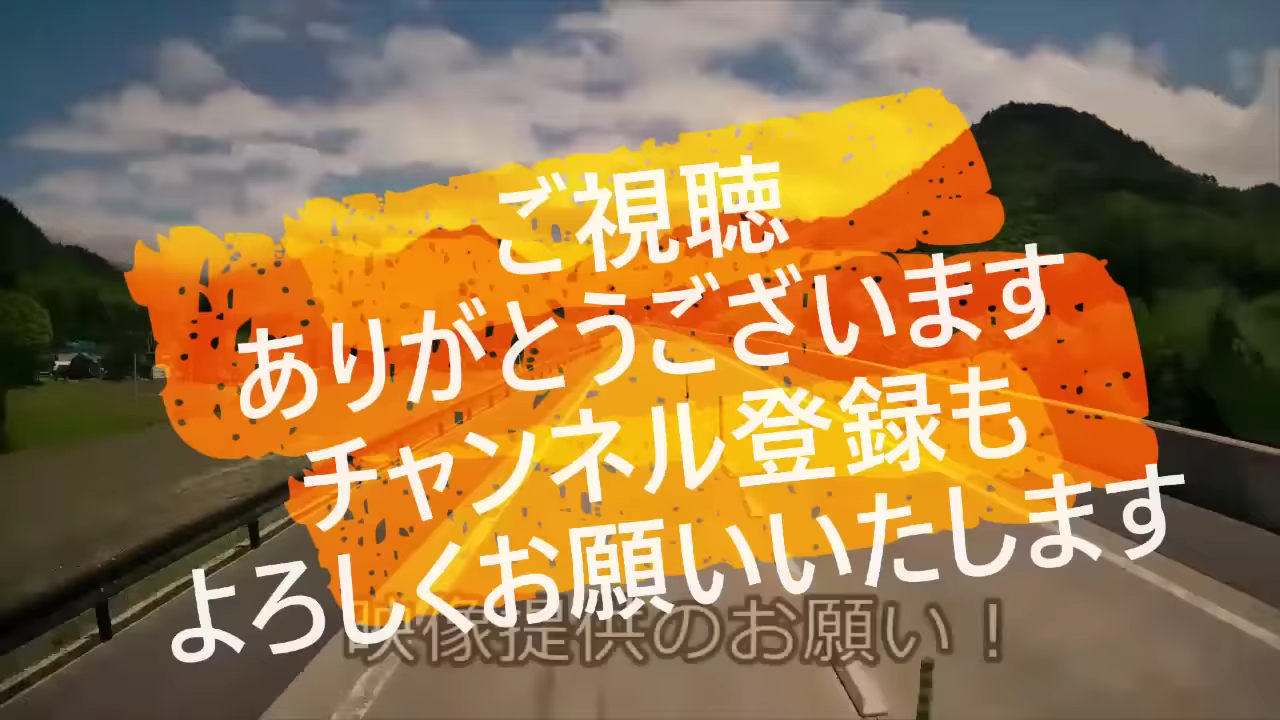 ご視聴
ありがとうございます
チャンネル登録も
よろしくお願いいたします
映像提供のお願い！